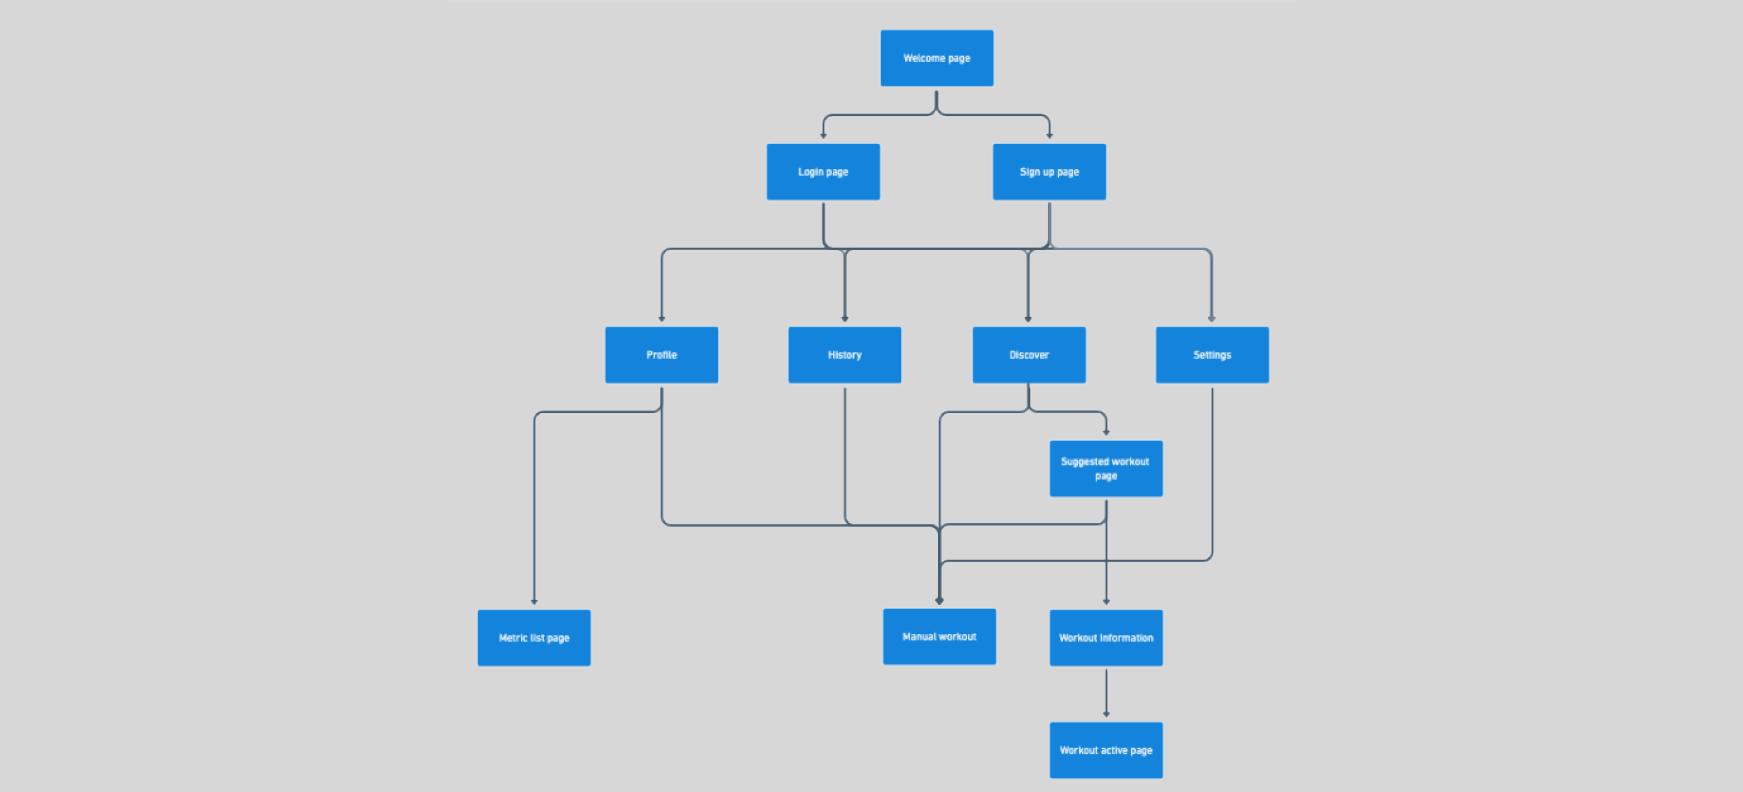 Welcome page
Login page
Sign up page
Profile
History
Discover
Settings
Suggested workout
page
Metric list page
Manual workout
Workout information
Workout active page